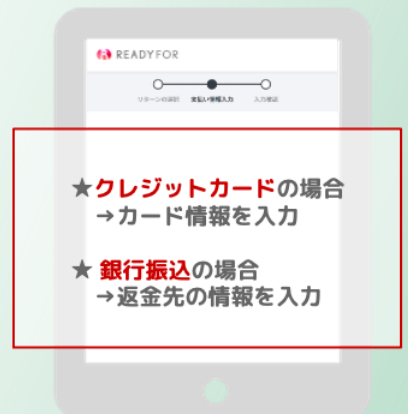 READYFOR
リターンの選択 支払い情報入力 入力確認
★クレジットカードの場合
→カード情報を入力
★ 銀行振込の場合
→返金先の情報を入力